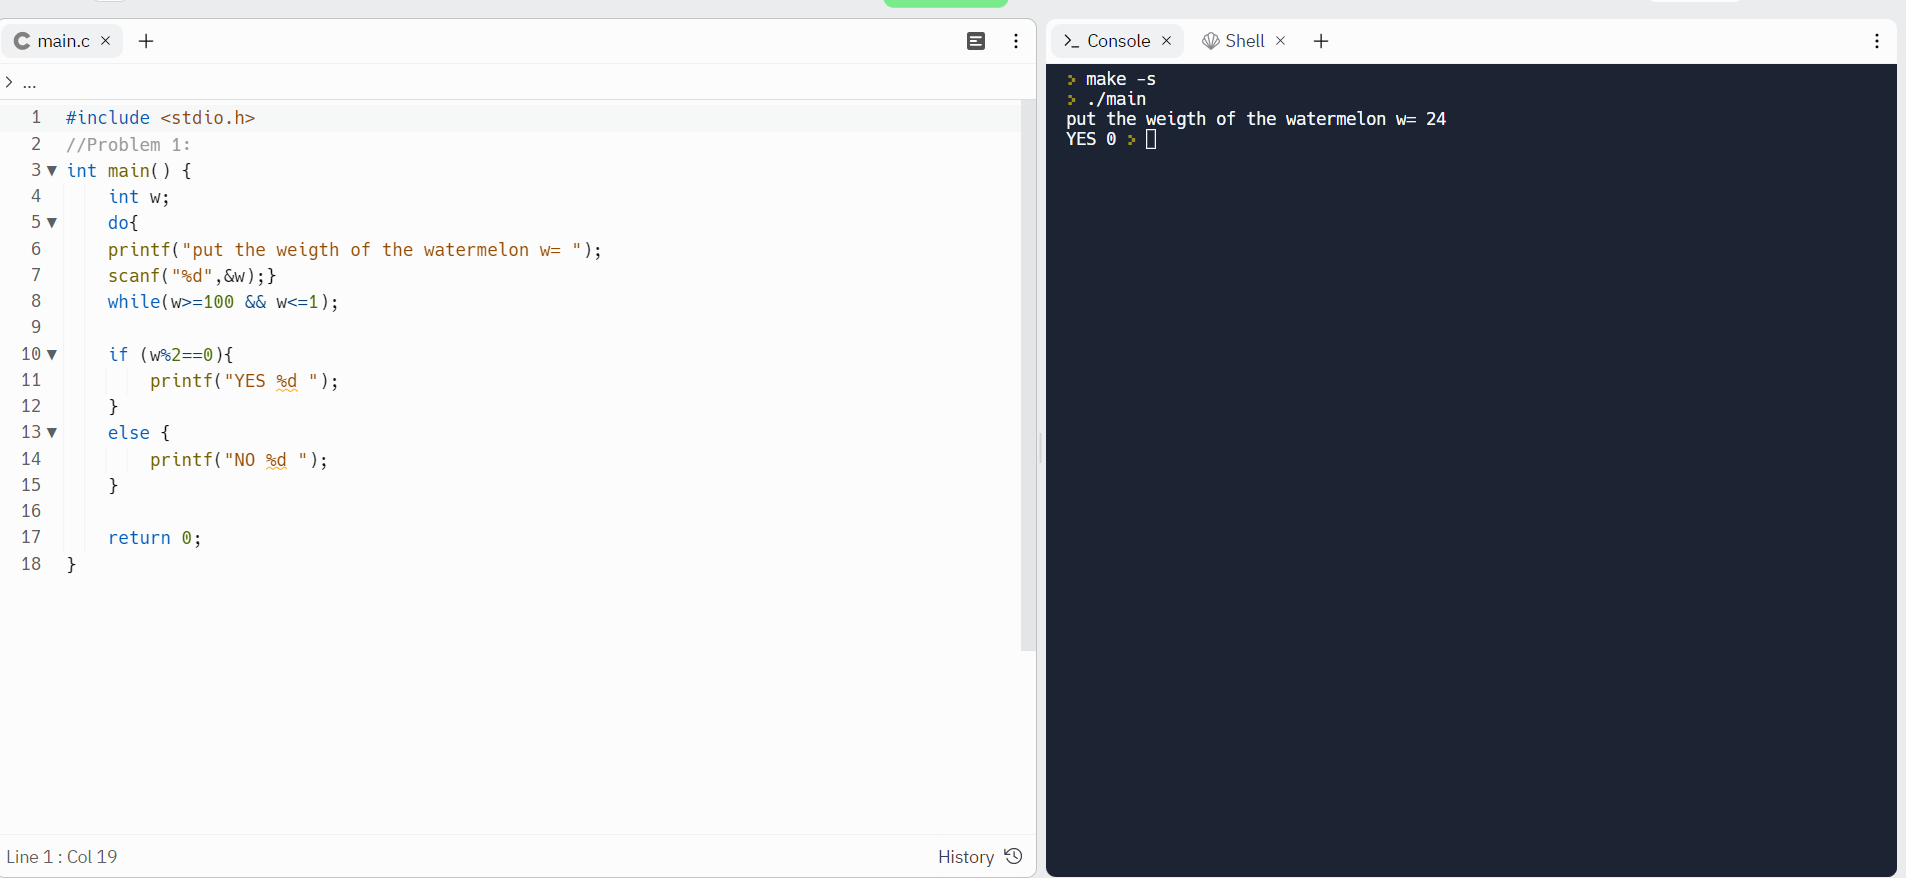 main.c × +
> ...
1 #include <stdio.h>
2 //Problem 1:
3 int main() {
4     int w;
5     do{
6     printf("put the weigth of the watermelon w= ");
7     scanf("%d",&w);}
8     while(w>=100 && w<=1);
9
10     if (w%2==0){
11         printf("YES %d ");
12     }
13     else {
14         printf("NO %d ");
15     }
16
17     return 0;
18 }
Line 1 : Col 19
History
>_ Console × Shell × +
> make -s
> ./main
put the weigth of the watermelon w= 24
YES 0 >